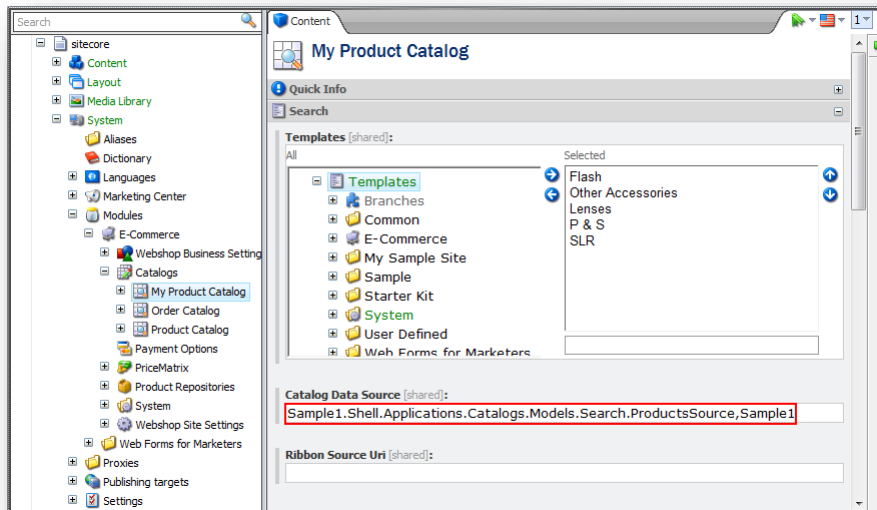 Search
sitecore
Content
Layout
Media Library
System
Aliases
Dictionary
Languages
Marketing Center
Modules
E-Commerce
Webshop Business Setting
Catalogs
My Product Catalog
Order Catalog
Product Catalog
Payment Options
PriceMatrix
Product Repositories
System
Webshop Site Settings
Web Forms for Marketers
Proxies
Publishing targets
Settings
Content
1
My Product Catalog
Quick Info
Search
Templates [shared]:
All
Templates
Branches
Common
E-Commerce
My Sample Site
Sample
Starter Kit
System
User Defined
Web Forms for Marketers
Selected
Flash
Other Accessories
Lenses
P & S
SLR
Catalog Data Source [shared]:
Sample1.Shell.Applications.Catalogs.Models.Search.ProductsSource,Sample1
Ribbon Source Uri [shared]: